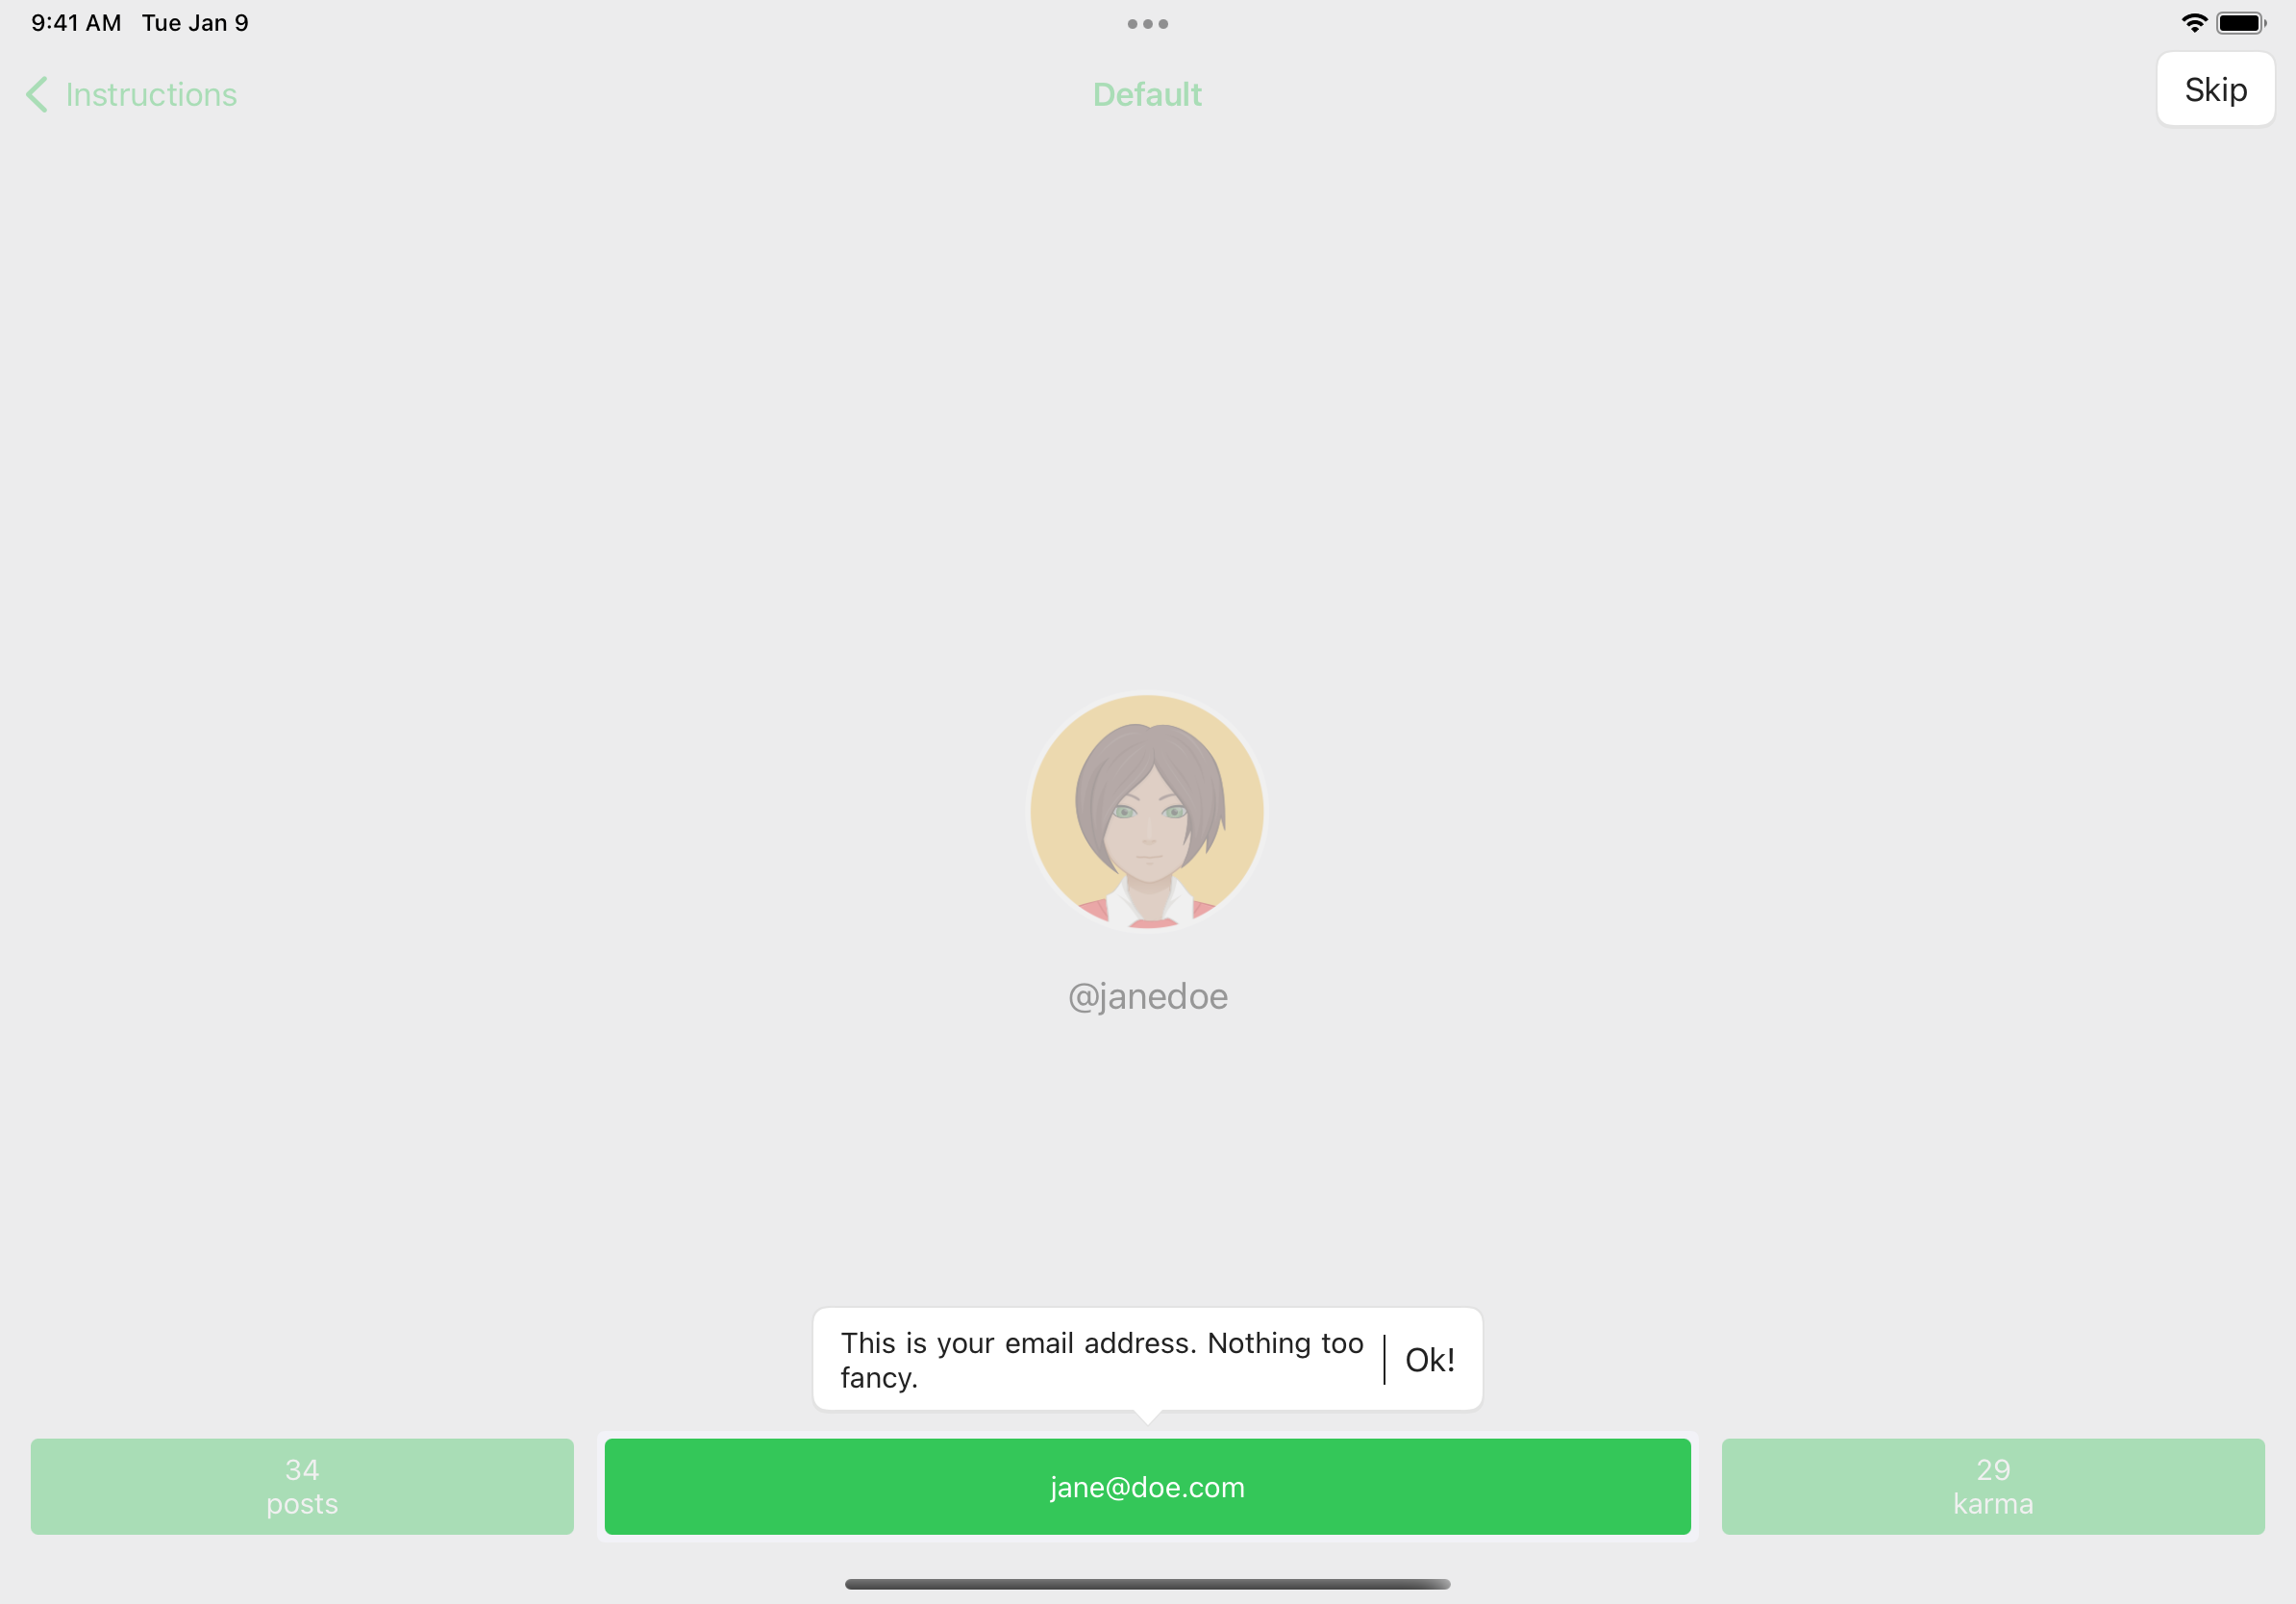 9:41 AM Tue Jan 9
Instructions
Default
Skip
@janedoe
This is your email address. Nothing too
fancy.
Ok!
34
posts
jane@doe.com
29
karma